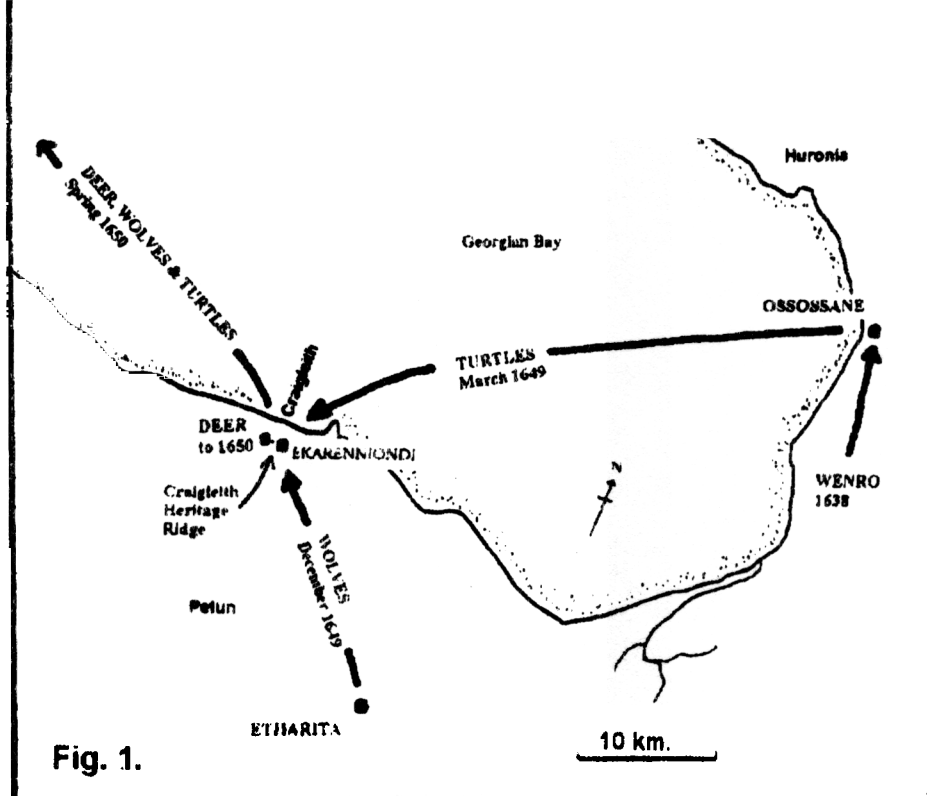 Huronia
DEER, WOLVES & TURTLES
Spring 1650
Georgian Bay
OSSOSSANE
Craigleith
TURTLES
March 1649
DEER
to 1650
EKARENNIONDI
WENRO
1638
N
Craigleith
Heritage
Ridge
WOLVES
December 1649
Petun
ETHARITA
10 km.
Fig. 1.